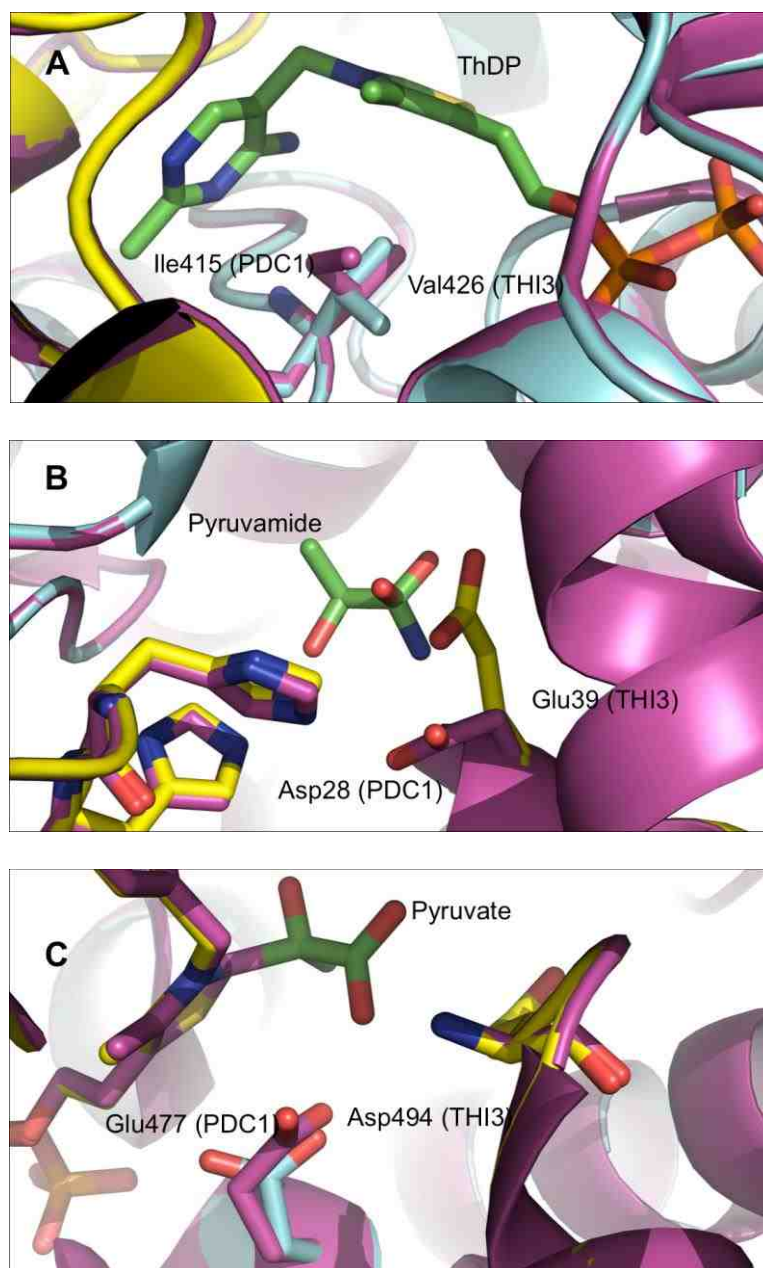 A
ThDP
Ile415 (PDC1)
Val426 (THI3)
B
Pyruvamide
Glu39 (THI3)
Asp28 (PDC1)
C
Pyruvate
Glu477 (PDC1)
Asp494 (THI3)